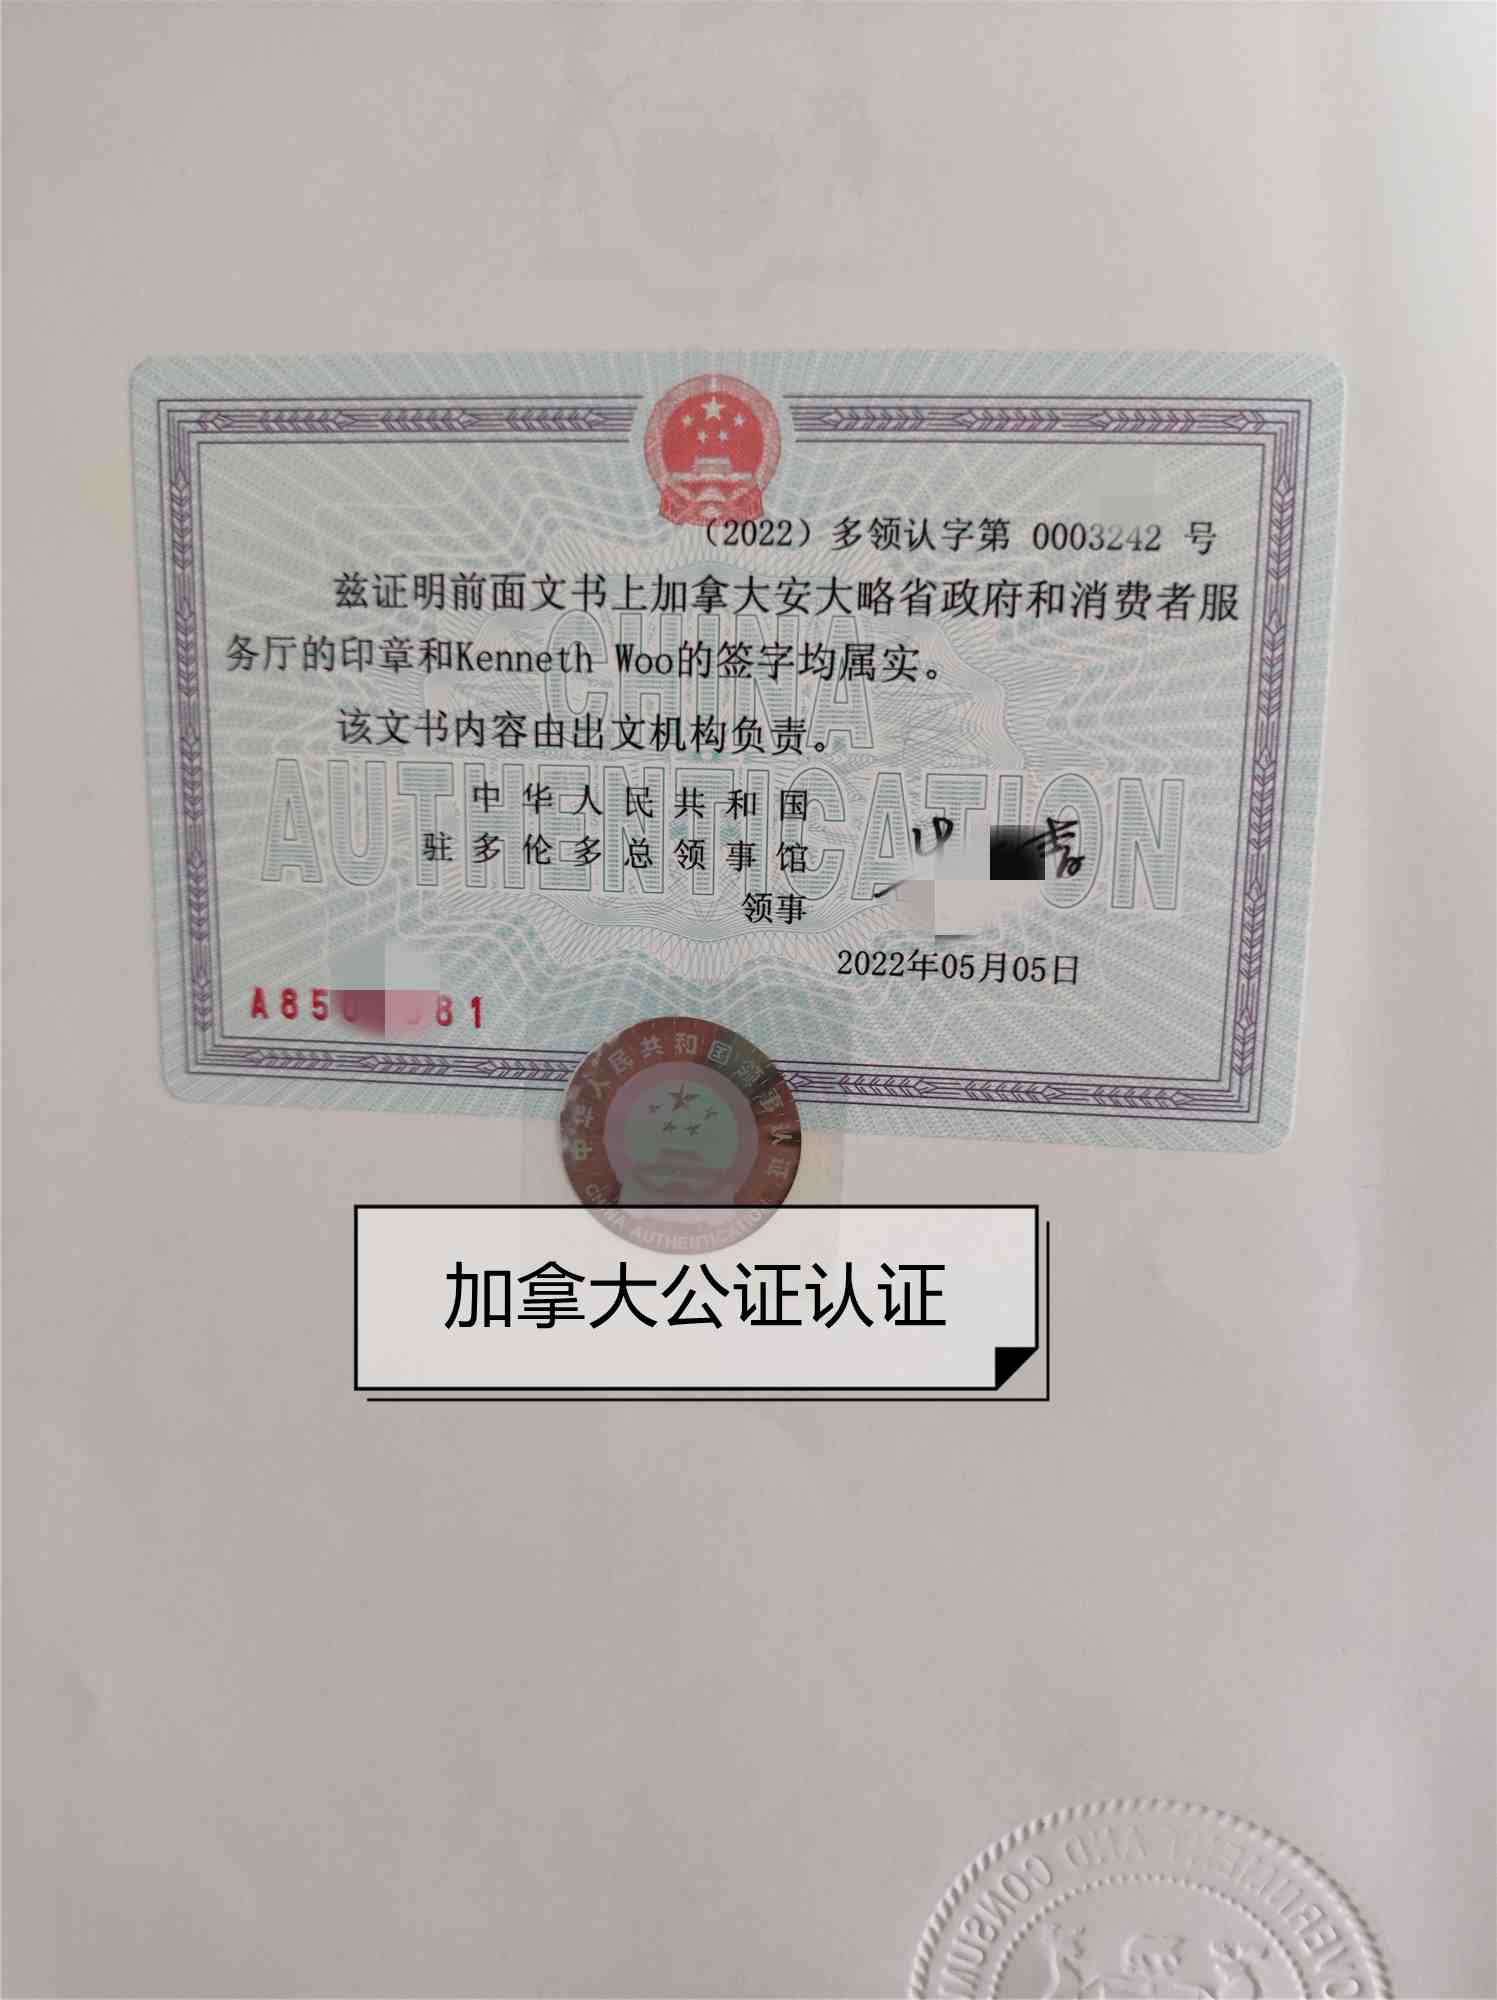 （2022）多领认字第 0003242 号
兹证明前面文书上加拿大安大略省政府和消费者服
务厅的印章和Kenneth Woo的签字均属实。
该文书内容由出文机构负责。
CHINA
AUTHENTICATION
中华人民共和国
驻多伦多总领事馆
领事
2022年05月05日
A85 81
中华人民共和国领事认证
CHINA AUTHENTICATION
加拿大公证认证
GOVERNMENT AND CONSUM